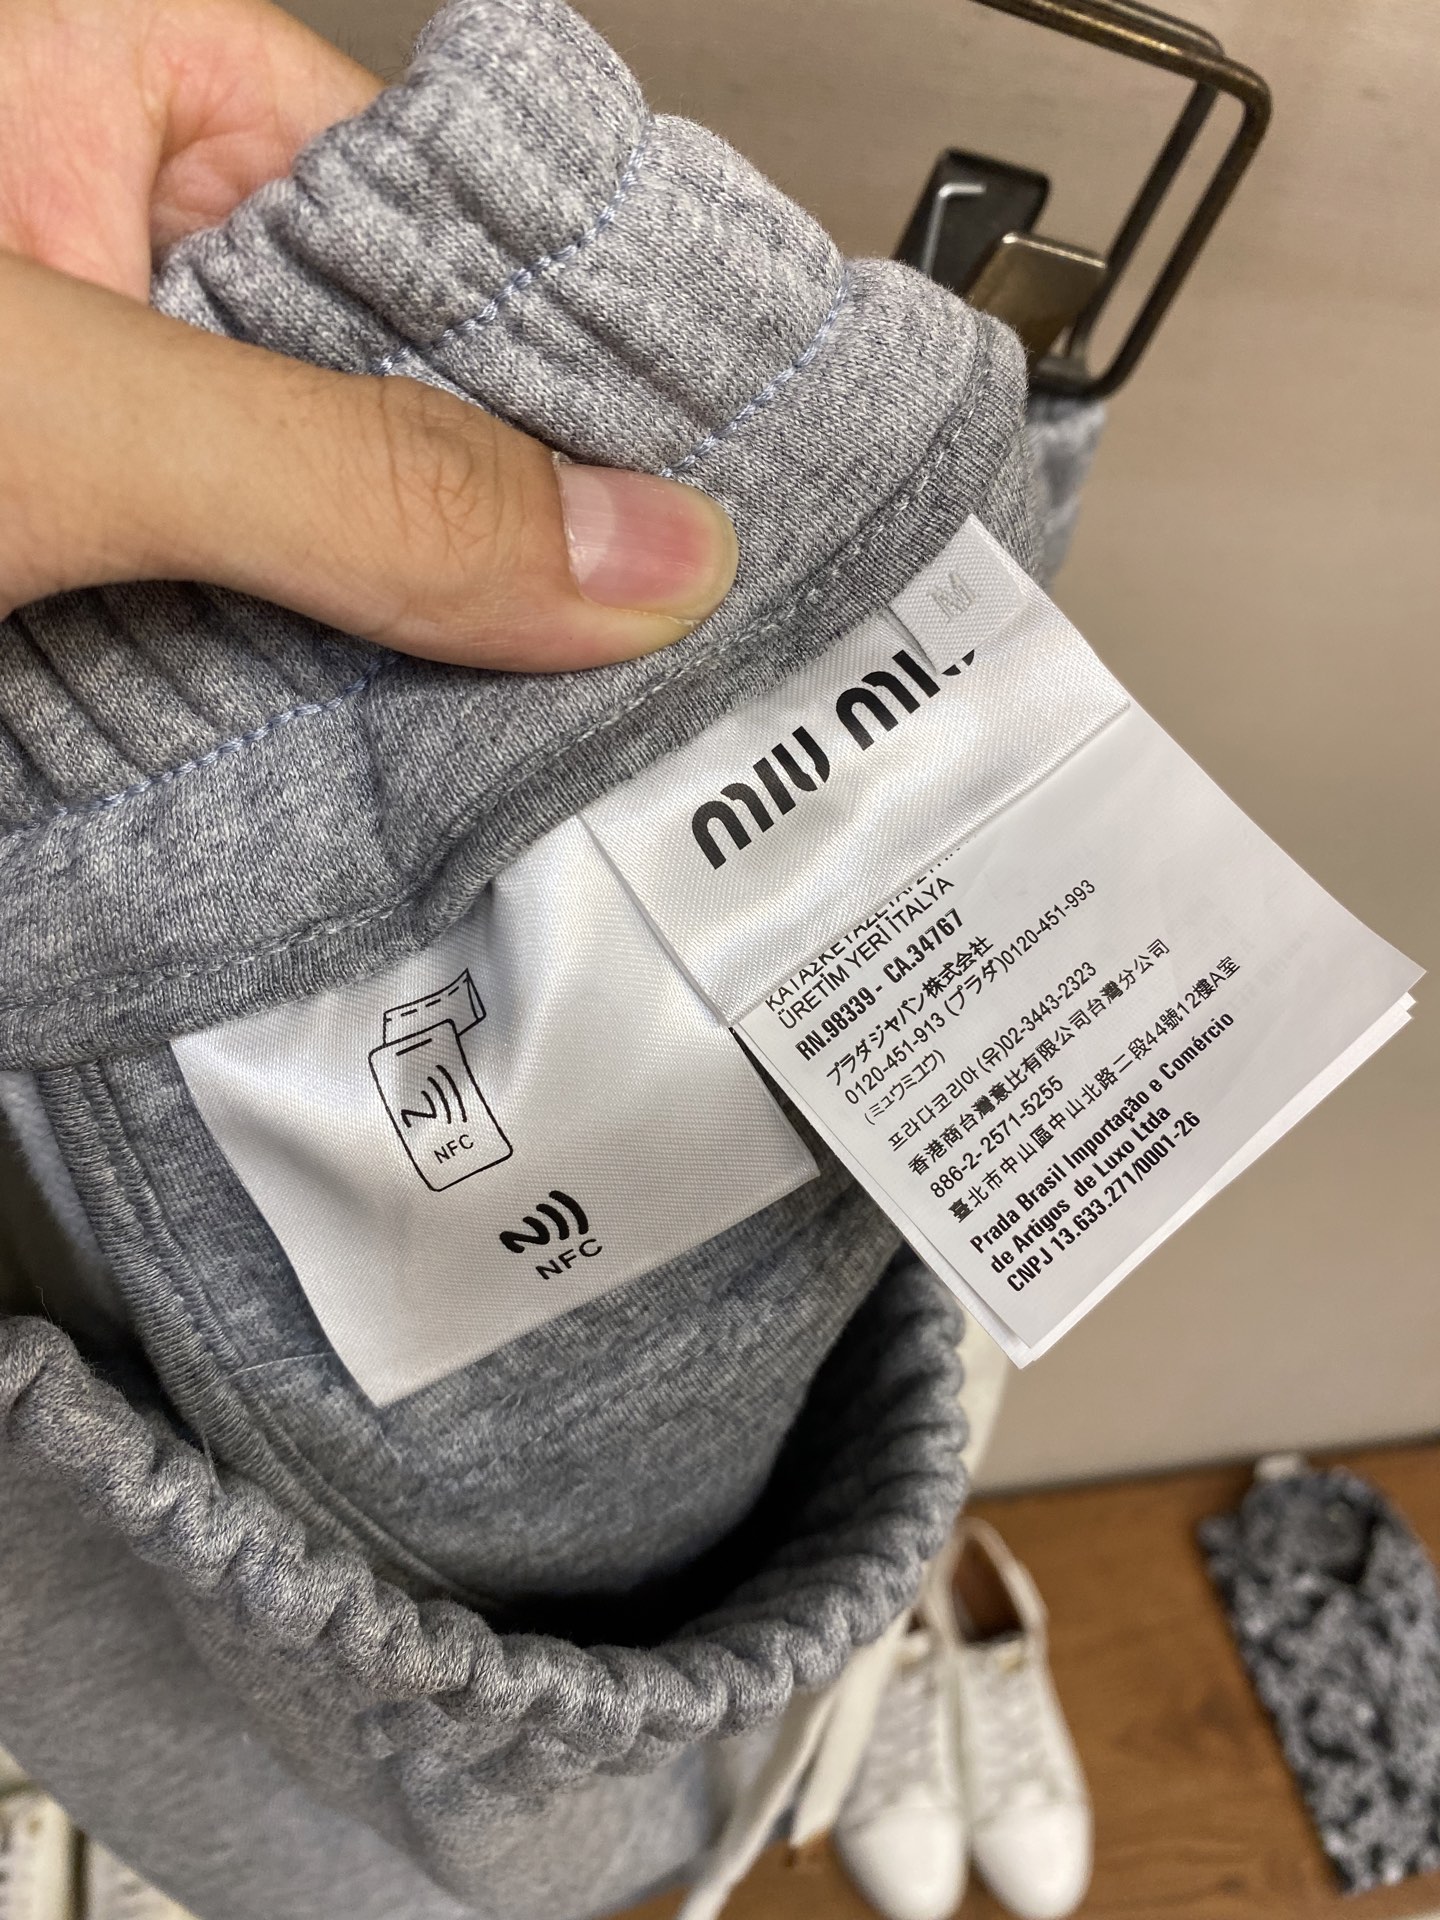 M
miu miu
ÜRETİM YERİ İTALYA
RN.98339 - CA.34767
プラダジャパン株式会社
0120-451-913 (プラダ)0120-451-993
(ミュウミュウ)
프라다코리아(유)02-3443-2323
香港商台灣意比有限公司台灣分公司
886-2- 2571-5255
臺北市中山區中山北路二段44號12樓A室
Prada Brasil Importação e Comércio
de Artigos de Luxo Ltda
CNPJ 13.633.271/0001-26
NFC
NFC